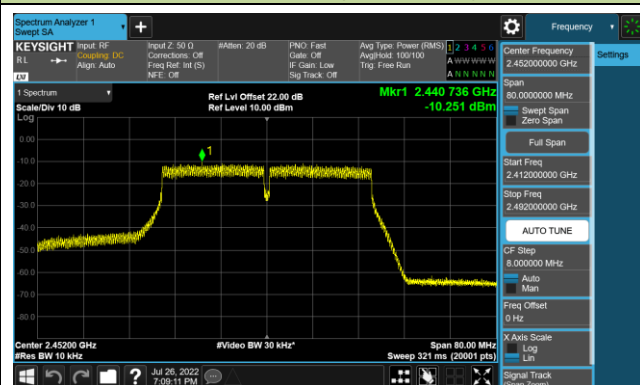 Spectrum Analyzer 1
Swept SA
Frequency
KEYSIGHT
Input: RF
Input Z: 50 Ω
#Atten: 20 dB
PNO: Fast
Avg Type: Power (RMS)
1 2 3 4 5 6
RL
Coupling: DC
Corrections: Off
Gate: Off
Avg|Hold: 100/100
A W W W W W
Align: Auto
Freq Ref: Int (S)
IF Gain: Low
Trig: Free Run
NFE: Off
Sig Track: Off
A N N N N N
LV
1 Spectrum
Ref Lvl Offset 22.00 dB
Mkr1 2.440 736 GHz
Scale/Div 10 dB
Ref Level 10.00 dBm
-10.251 dBm
Log
0.00
-10.0
-20.0
-30.0
-40.0
-50.0
-60.0
-70.0
-80.0
1
Center 2.45200 GHz
#Video BW 30 kHz*
Span 80.00 MHz
#Res BW 10 kHz
Sweep 321 ms (20001 pts)
Jul 26, 2022
7:09:11 PM
Center Frequency
2.452000000 GHz
Settings
Span
80.0000000 MHz
Swept Span
Zero Span
Full Span
Start Freq
2.412000000 GHz
Stop Freq
2.492000000 GHz
AUTO TUNE
CF Step
8.000000 MHz
Auto
Man
Freq Offset
0 Hz
X Axis Scale
Log
Lin
Signal Track
(Span Zoom)